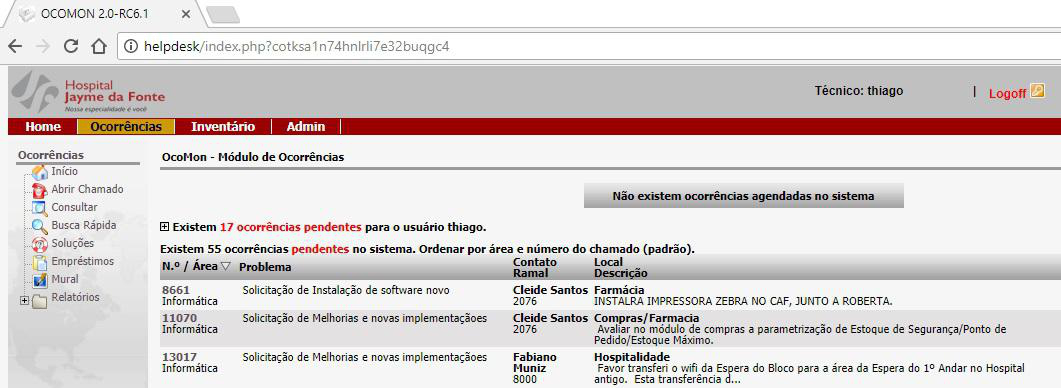 OCOMON 2.0-RC6.1
helpdesk/index.php?cotksa1n74hnlrli7e32buqgc4
Hospital
Jayme da Fonte
Nossa especialidade é você
Técnico: thiago | Logoff
Home Ocorrências Inventário Admin
Ocorrências
Início
Abrir Chamado
Consultar
Busca Rápida
Soluções
Empréstimos
Mural
Relatórios
OcoMon - Módulo de Ocorrências
Não existem ocorrências agendadas no sistema
Existem 17 ocorrências pendentes para o usuário thiago.
Existem 55 ocorrências pendentes no sistema. Ordenar por área e número do chamado (padrão).
N.º / Área Problema Contato Local
Ramal Descrição
8661 Solicitação de Instalação de software novo Cleide Santos Farmácia
Informática 2076 INSTALRA IMPRESSORA ZEBRA NO CAF, JUNTO A ROBERTA.
11070 Solicitação de Melhorias e novas implementaçãoes Cleide Santos Compras/Farmacia
Informática 2076 Avaliar no módulo de compras a parametrização de Estoque de Segurança/Ponto de
Pedido/Estoque Máximo.
13017 Solicitação de Melhorias e novas implementaçãoes Fabiano Hospitalidade
Informática Muniz Favor transferi o wifi da Espera do Bloco para a área da Espera do 1º Andar no Hospital
8000 antigo. Esta transferência d...